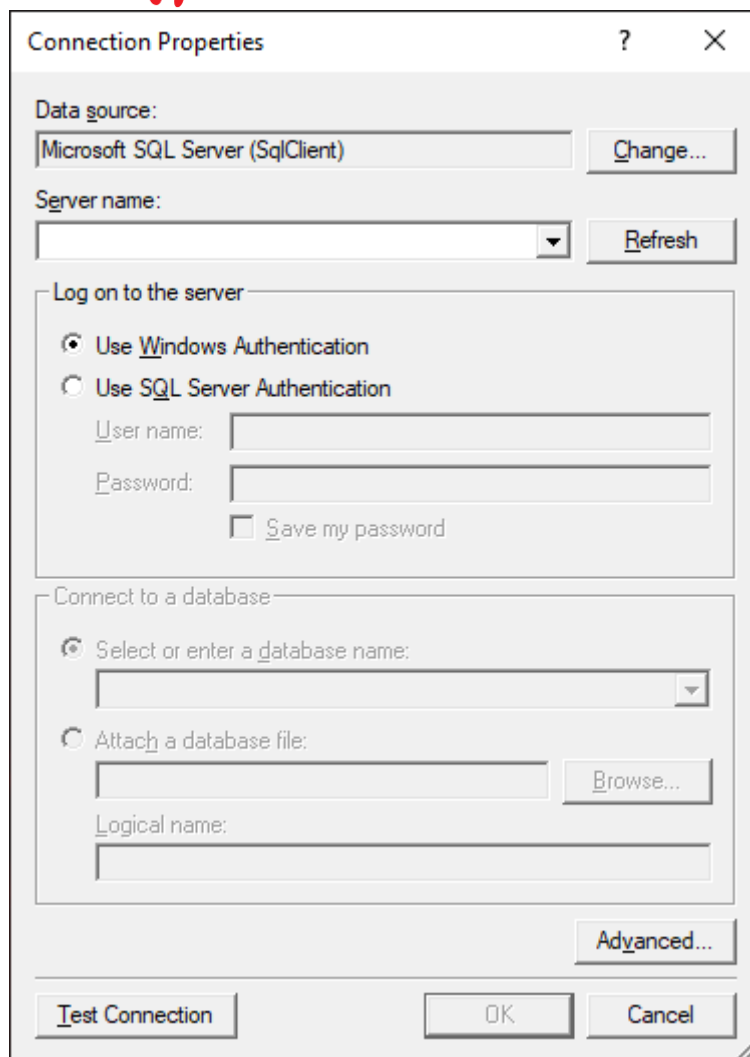 Connection Properties ? X
Data source:
Microsoft SQL Server (SqlClient) Change...
Server name:
Refresh
Log on to the server
Use Windows Authentication
Use SQL Server Authentication
User name:
Password:
Save my password
Connect to a database
Select or enter a database name:
Attach a database file:
Browse...
Logical name:
Advanced...
Test Connection OK Cancel